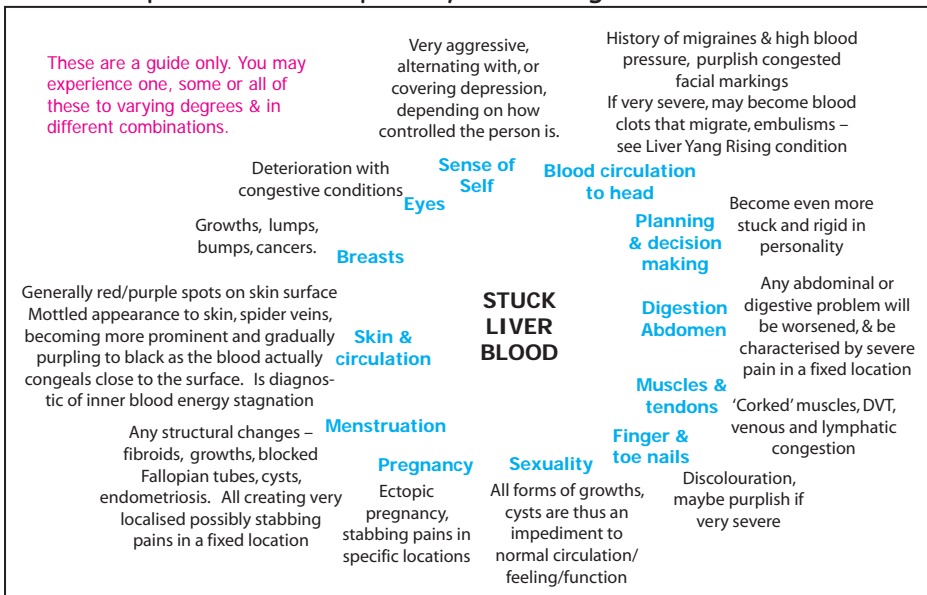 These are a guide only. You may
experience one, some or all of
these to varying degrees & in
different combinations.
Very aggressive,
alternating with, or
covering depression,
depending on how
controlled the person is.
Sense of
Self
History of migraines & high blood
pressure, purplish congested
facial markings
If very severe, may become blood
clots that migrate, embulisms –
see Liver Yang Rising condition
Blood circulation
to head
Deterioration with
congestive conditions
Eyes
Become even more
stuck and rigid in
personality
Planning
& decision
making
Growths, lumps,
bumps, cancers.
Breasts
STUCK
LIVER
BLOOD
Any abdominal or
digestive problem will
be worsened, & be
characterised by severe
pain in a fixed location
Digestion
Abdomen
Generally red/purple spots on skin surface
Mottled appearance to skin, spider veins,
becoming more prominent and gradually
purpling to black as the blood actually
congeals close to the surface. Is diagnos-
tic of inner blood energy stagnation
Skin &
circulation
Muscles &
tendons
'Corked' muscles, DVT,
venous and lymphatic
congestion
Menstruation
Any structural changes –
fibroids, growths, blocked
Fallopian tubes, cysts,
endometriosis. All creating very
localised possibly stabbing
pains in a fixed location
Pregnancy
Ectopic
pregnancy,
stabbing pains in
specific locations
Sexuality
All forms of growths,
cysts are thus an
impediment to
normal circulation/
feeling/function
Finger &
toe nails
Discolouration,
maybe purplish if
very severe